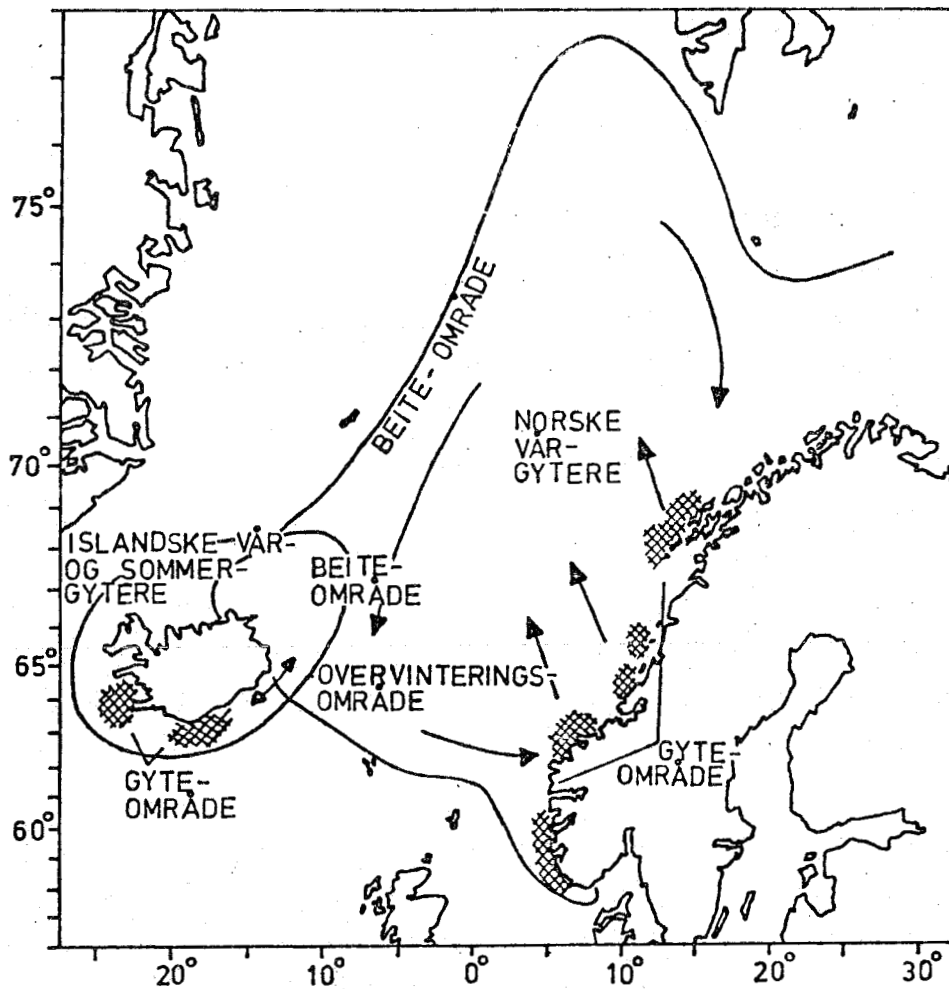 75°
BEITE-OMRÅDE
NORSKE
VÅR-
GYTERE
70°
ISLANDSKE VÅR-
OG SOMMER-
GYTERE
BEITE-
OMRÅDE
65°
OVERVINTERINGS-
OMRÅDE
GYTE-
OMRÅDE
GYTE-
OMRÅDE
60°
20° 10° 0° 10° 20° 30°